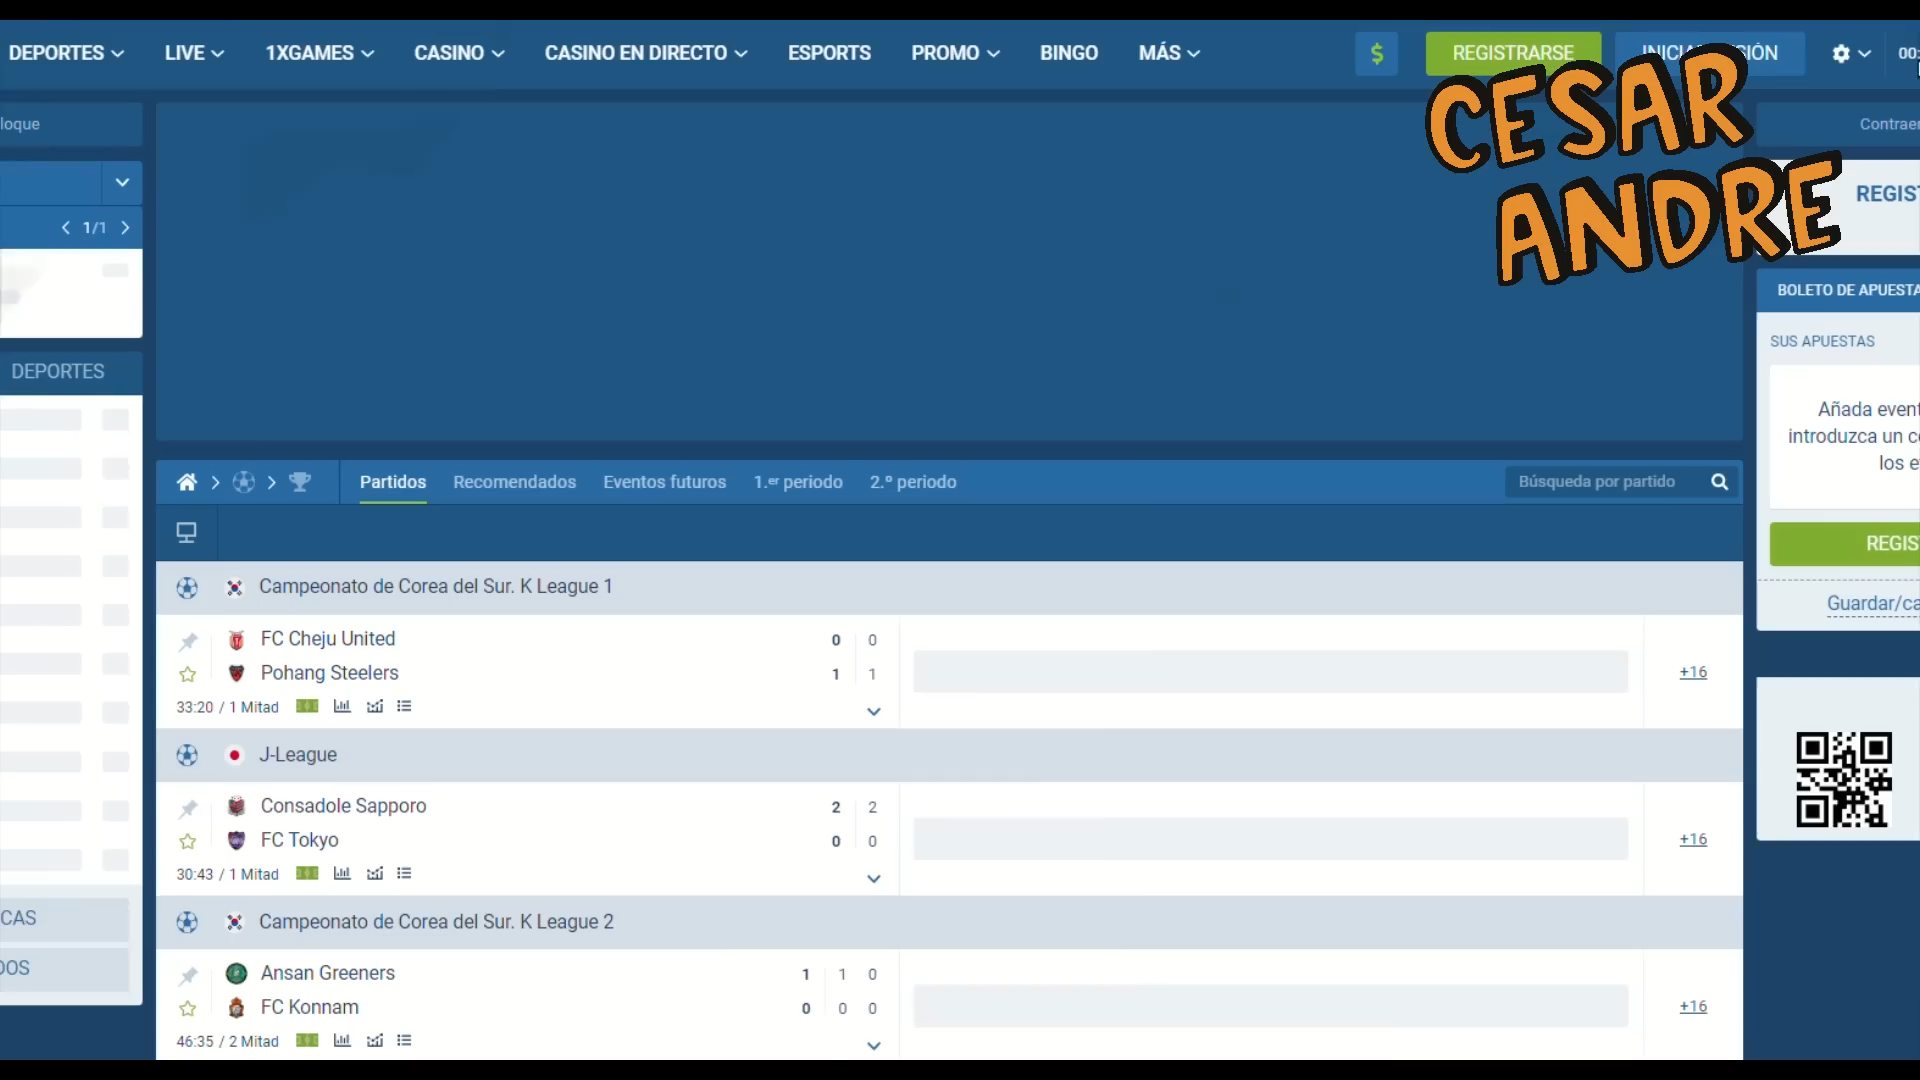 DEPORTES LIVE 1XGAMES CASINO CASINO EN DIRECTO ESPORTS PROMO BINGO MÁS $ REGISTRARSE 00:
CESAR
ANDRE
loque
Contraer
1/1
REGIST
BOLETO DE APUESTA
SUS APUESTAS
DEPORTES
Añada event
introduzca un c
los e
Partidos Recomendados Eventos futuros 1.er periodo 2.º periodo Búsqueda por partido
REGIS
Campeonato de Corea del Sur. K League 1
Guardar/ca
FC Cheju United 0 0
Pohang Steelers 1 1
+16
33:20 / 1 Mitad
J-League
Consadole Sapporo 2 2
FC Tokyo 0 0
+16
30:43 / 1 Mitad
Campeonato de Corea del Sur. K League 2
CAS
DOS
Ansan Greeners 1 1 0
FC Konnam 0 0 0
+16
46:35 / 2 Mitad